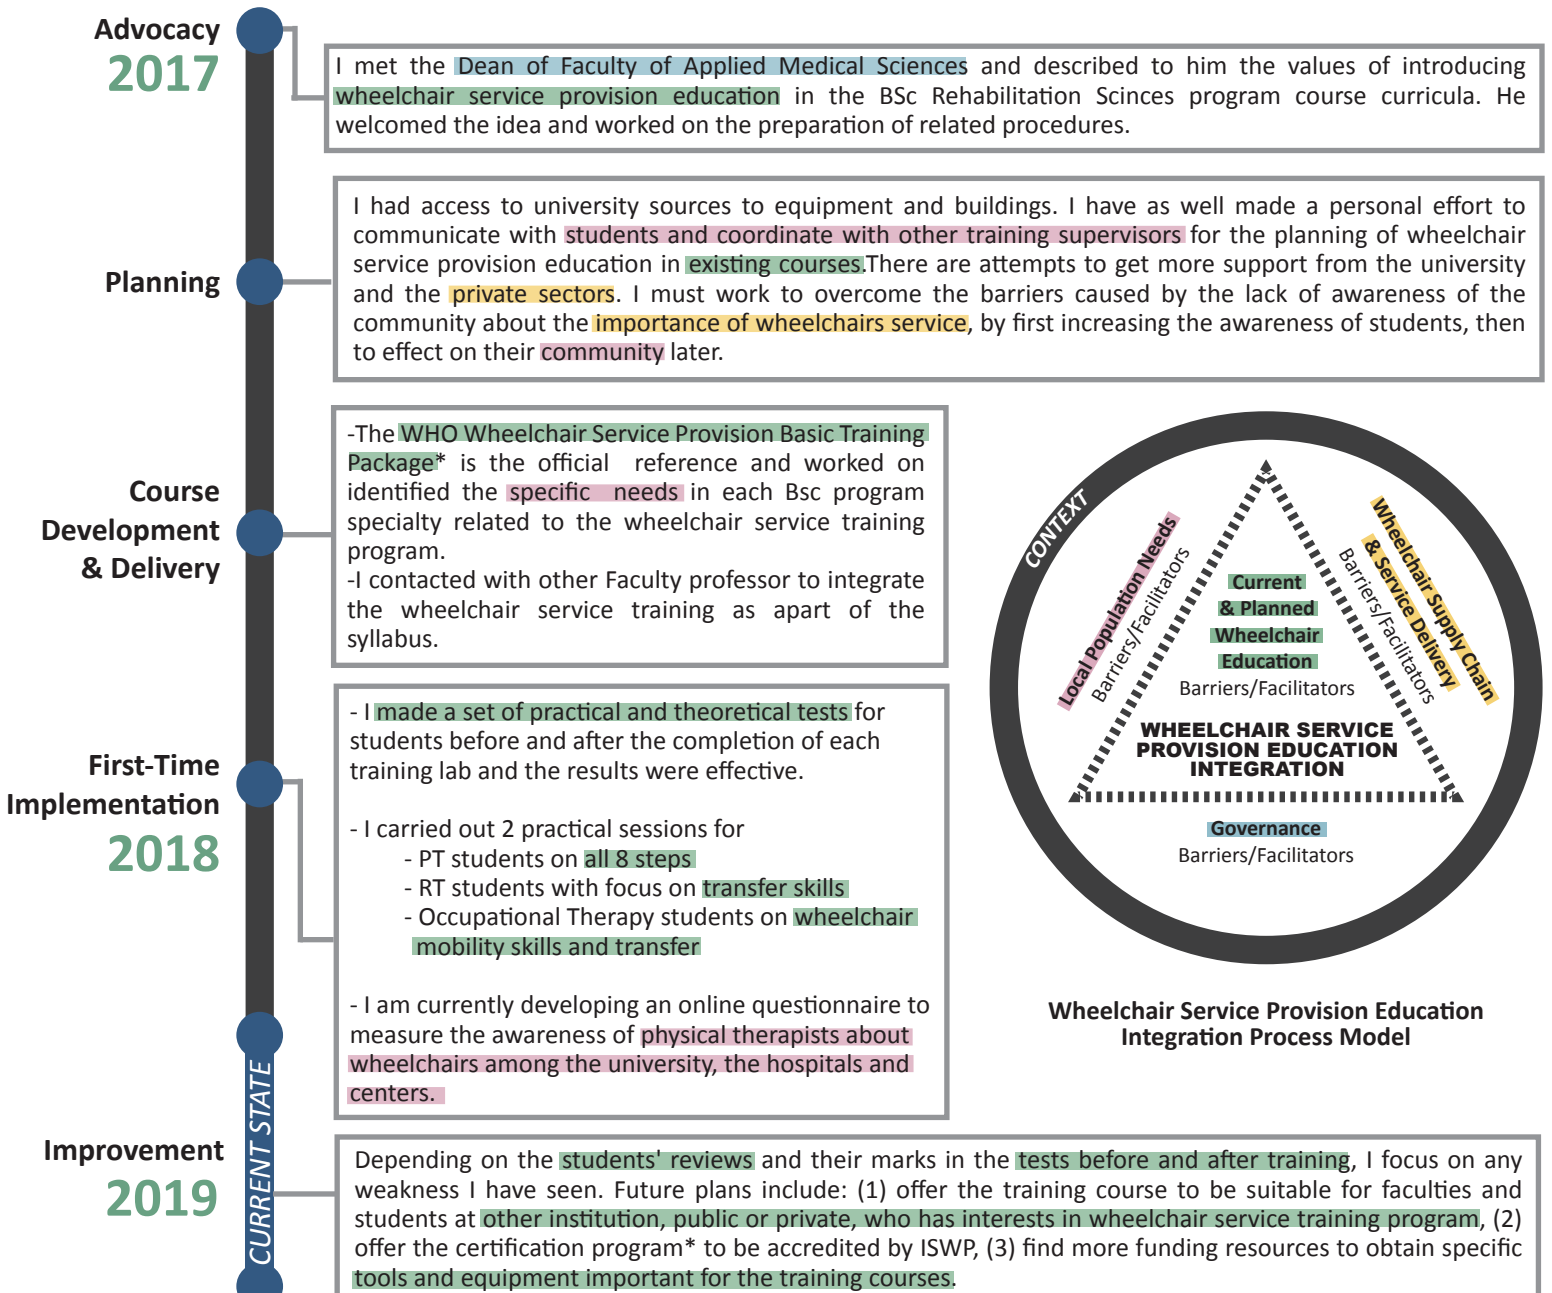 Advocacy
2017
I met the Dean of Faculty of Applied Medical Sciences and described to him the values of introducing
wheelchair service provision education in the BSc Rehabilitation Scinces program course curricula. He
welcomed the idea and worked on the preparation of related procedures.
Planning
I had access to university sources to equipment and buildings. I have as well made a personal effort to
communicate with students and coordinate with other training supervisors for the planning of wheelchair
service provision education in existing courses.There are attempts to get more support from the university
and the private sectors. I must work to overcome the barriers caused by the lack of awareness of the
community about the importance of wheelchairs service, by first increasing the awareness of students, then
to effect on their community later.
Course
Development
& Delivery
-The WHO Wheelchair Service Provision Basic Training
Package* is the official reference and worked on
identified the specific needs in each Bsc program
specialty related to the wheelchair service training
program.
-I contacted with other Faculty professor to integrate
the wheelchair service training as apart of the
syllabus.
First-Time
Implementation
2018
- I made a set of practical and theoretical tests for
students before and after the completion of each
training lab and the results were effective.
- I carried out 2 practical sessions for
- PT students on all 8 steps
- RT students with focus on transfer skills
- Occupational Therapy students on wheelchair
mobility skills and transfer
- I am currently developing an online questionnaire to
measure the awareness of physical therapists about
wheelchairs among the university, the hospitals and
centers.
CONTEXT
Local Population Needs
Barriers/Facilitators
Current
& Planned
Wheelchair
Education
Barriers/Facilitators
WHEELCHAIR SERVICE
PROVISION EDUCATION
INTEGRATION
Wheelchair Supply Chain
& Service Delivery
Barriers/Facilitators
Governance
Barriers/Facilitators
Wheelchair Service Provision Education
Integration Process Model
CURRENT STATE
Improvement
2019
Depending on the students' reviews and their marks in the tests before and after training, I focus on any
weakness I have seen. Future plans include: (1) offer the training course to be suitable for faculties and
students at other institution, public or private, who has interests in wheelchair service training program, (2)
offer the certification program* to be accredited by ISWP, (3) find more funding resources to obtain specific
tools and equipment important for the training courses.